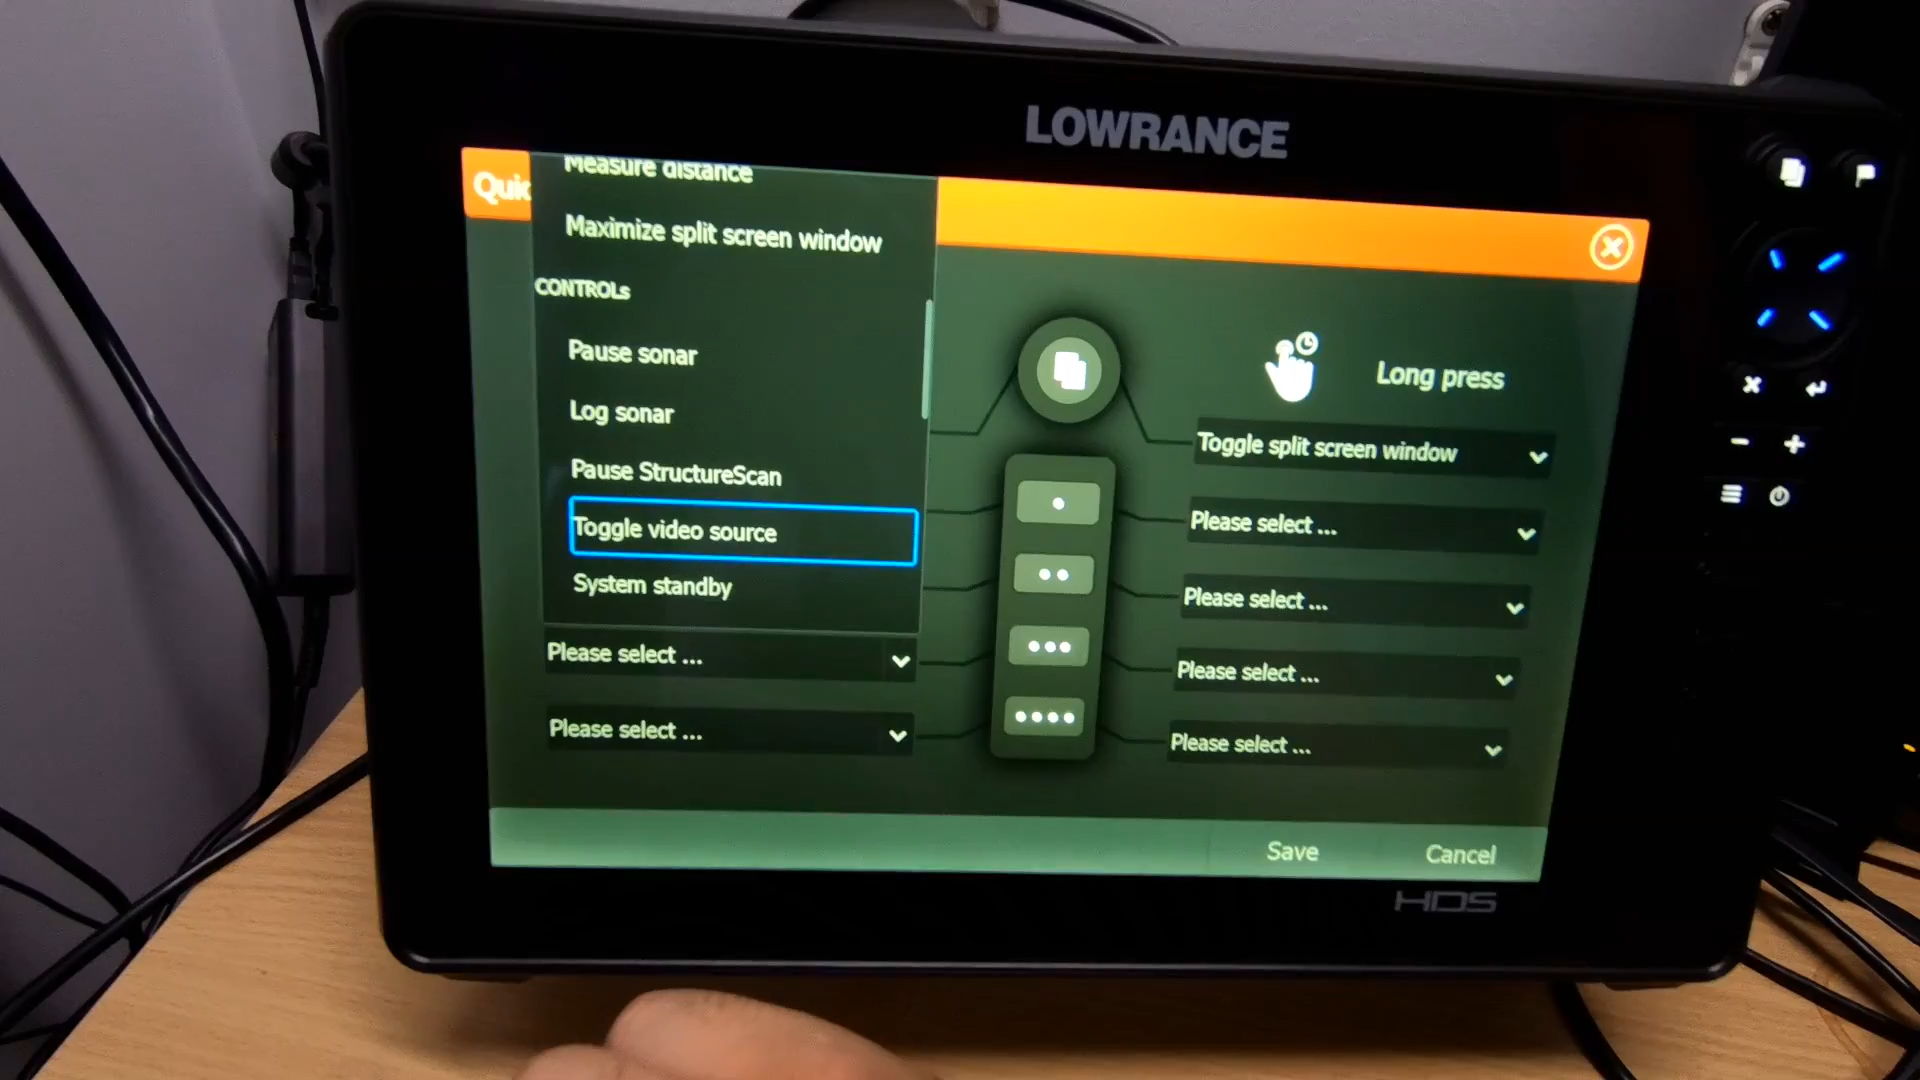 LOWRANCE
Quic
Measure distance
Maximize split screen window
CONTROLs
Pause sonar
Log sonar
Pause StructureScan
Toggle video source
System standby
Please select ...
Please select ...
Long press
Toggle split screen window
Please select ...
Please select ...
Please select ...
Please select ...
Save
Cancel
HDS